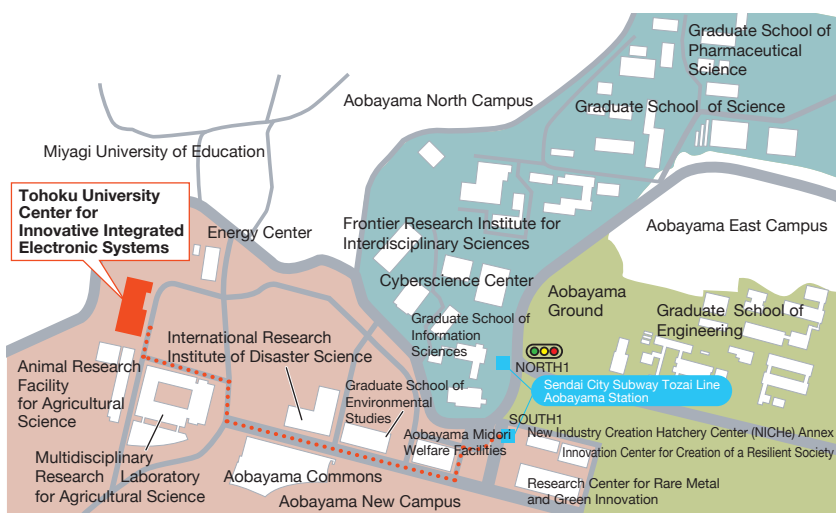 Graduate School of
Pharmaceutical
Science
Aobayama North Campus
Graduate School of Science
Miyagi University of Education
Tohoku University
Center for
Innovative Integrated
Electronic Systems
Energy Center
Frontier Research Institute for
Interdisciplinary Sciences
Aobayama East Campus
Cyberscience Center
Aobayama
Ground
Graduate School of
Engineering
Graduate School of
Information
Sciences
International Research
Institute of Disaster Science
NORTH1
Animal Research
Facility
for Agricultural
Science
Graduate School of
Environmental
Studies
Sendai City Subway Tozai Line
Aobayama Station
SOUTH1
Aobayama Midori
Welfare Facilities
New Industry Creation Hatchery Center (NICHe) Annex
Innovation Center for Creation of a Resilient Society
Multidisciplinary
Research Laboratory
for Agricultural Science
Aobayama Commons
Research Center for Rare Metal
and Green Innovation
Aobayama New Campus